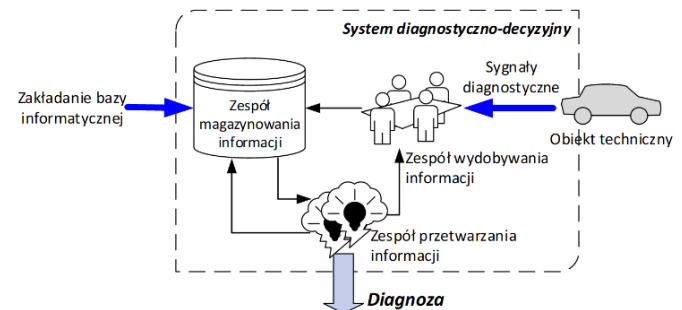 System diagnostyczno-decyzyjny
Zakładanie bazy
informatycznej
Zespół
magazynowania
informacji
Sygnały
diagnostyczne
Obiekt techniczny
Zespół wydobywania
informacji
Zespół przetwarzania
informacji
Diagnoza